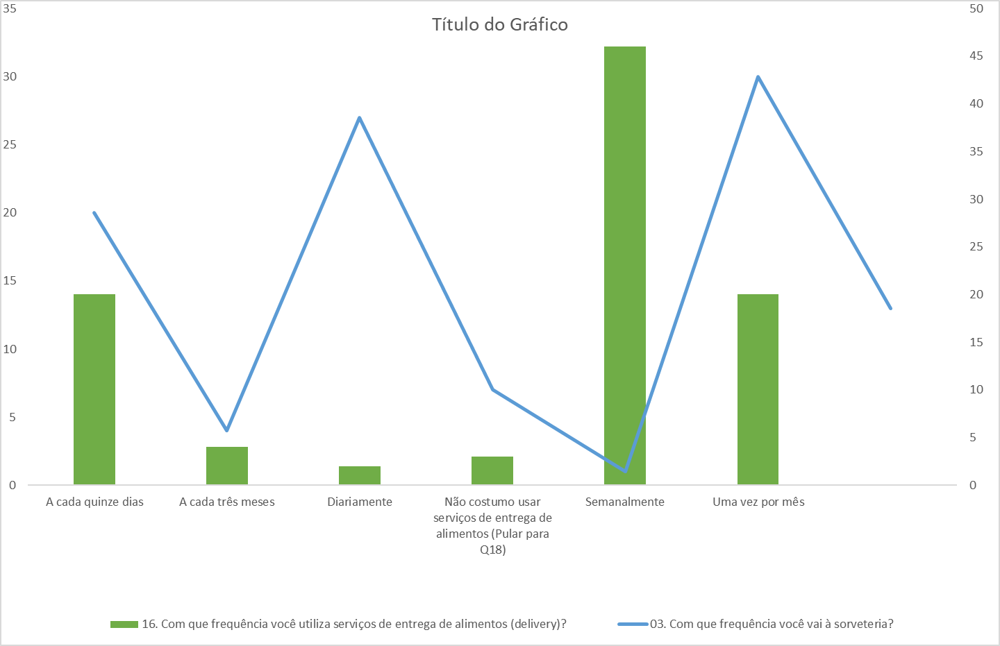 Título do Gráfico
35
30
25
20
15
10
5
0
50
45
40
35
30
25
20
15
10
5
0
A cada quinze dias
A cada três meses
Diariamente
Não costumo usar
serviços de entrega de
alimentos (Pular para
Q18)
Semanalmente
Uma vez por mês
16. Com que frequência você utiliza serviços de entrega de alimentos (delivery)?
03. Com que frequência você vai à sorveteria?